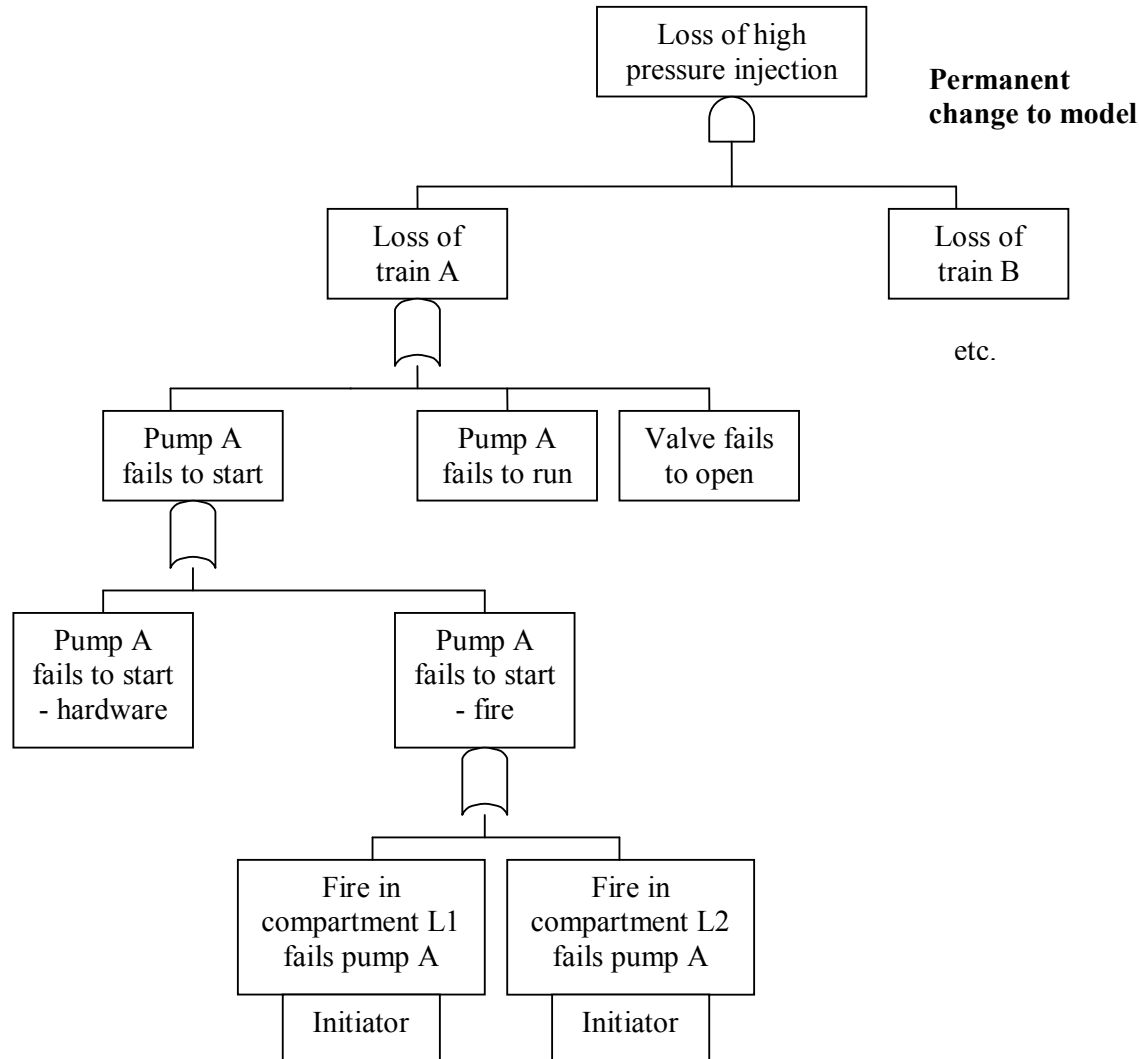 Loss of high
pressure injection
Permanent
change to model
Loss of
train A
Loss of
train B
etc.
Pump A
fails to start
Pump A
fails to run
Valve fails
to open
Pump A
fails to start
- hardware
Pump A
fails to start
- fire
Fire in
compartment L1
fails pump A
Fire in
compartment L2
fails pump A
Initiator
Initiator